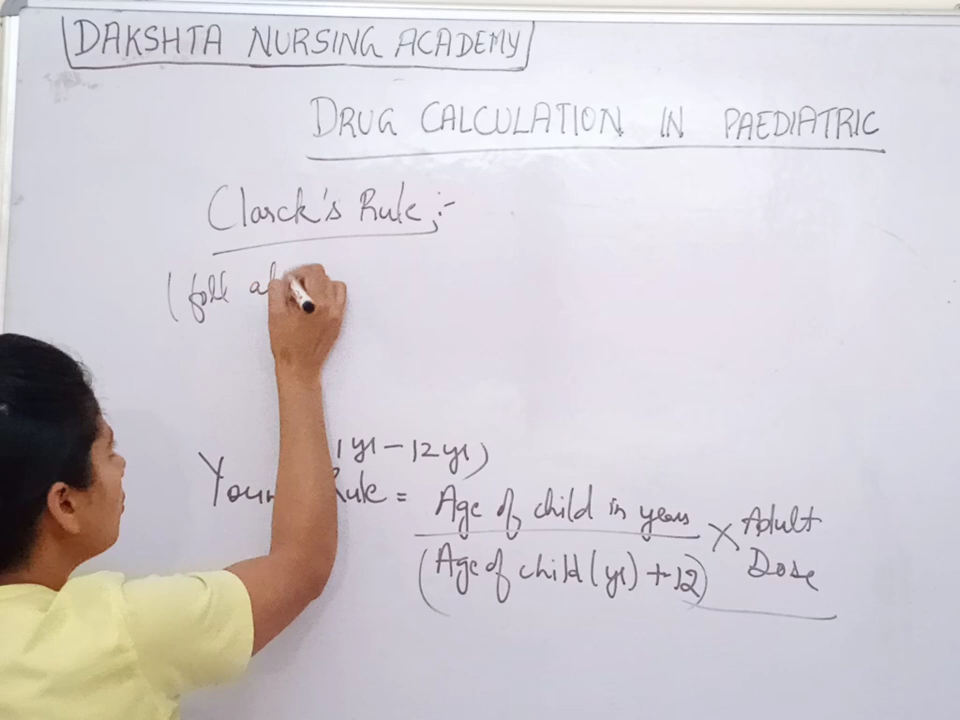 DAKSHTA NURSING ACADEMY
DRUG CALCULATION IN PAEDIATRIC
Clarck's Rule :-
1 yr - 12 yr)
Rule = Age of child in years
(Age of child (yr) + 12)
X Adult
Dose